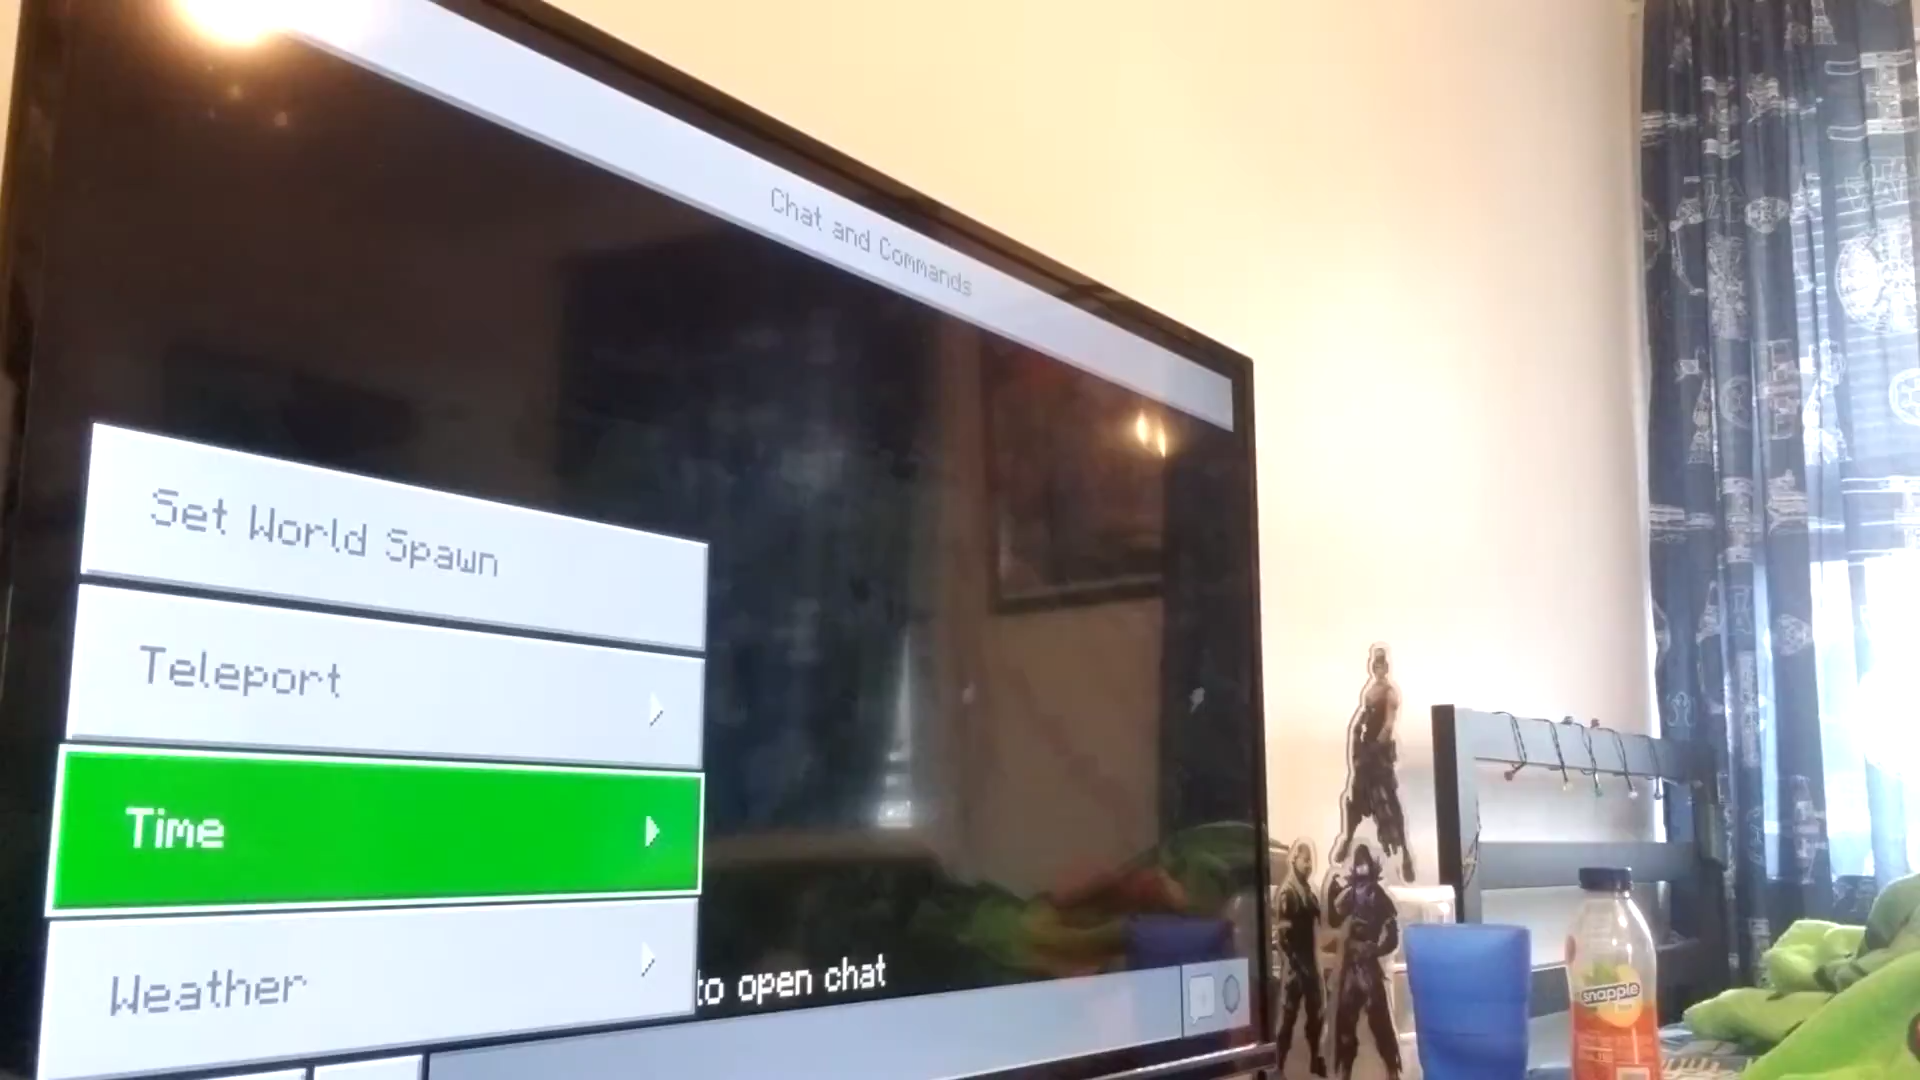 Chat and Commands
Set World Spawn
Teleport
Time
Weather
to open chat
snapple